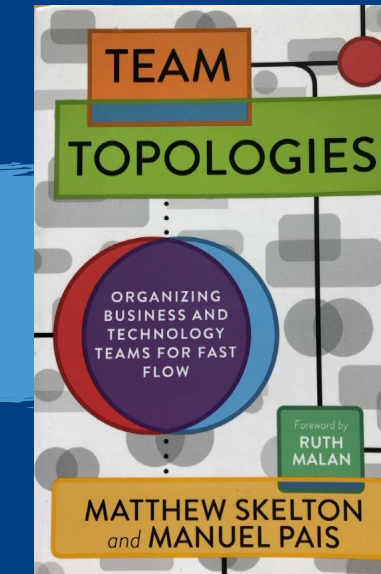 TEAM
TOPOLOGIES
ORGANIZING
BUSINESS AND
TECHNOLOGY
TEAMS FOR FAST
FLOW
Foreword by
RUTH
MALAN
MATTHEW SKELTON
and MANUEL PAIS